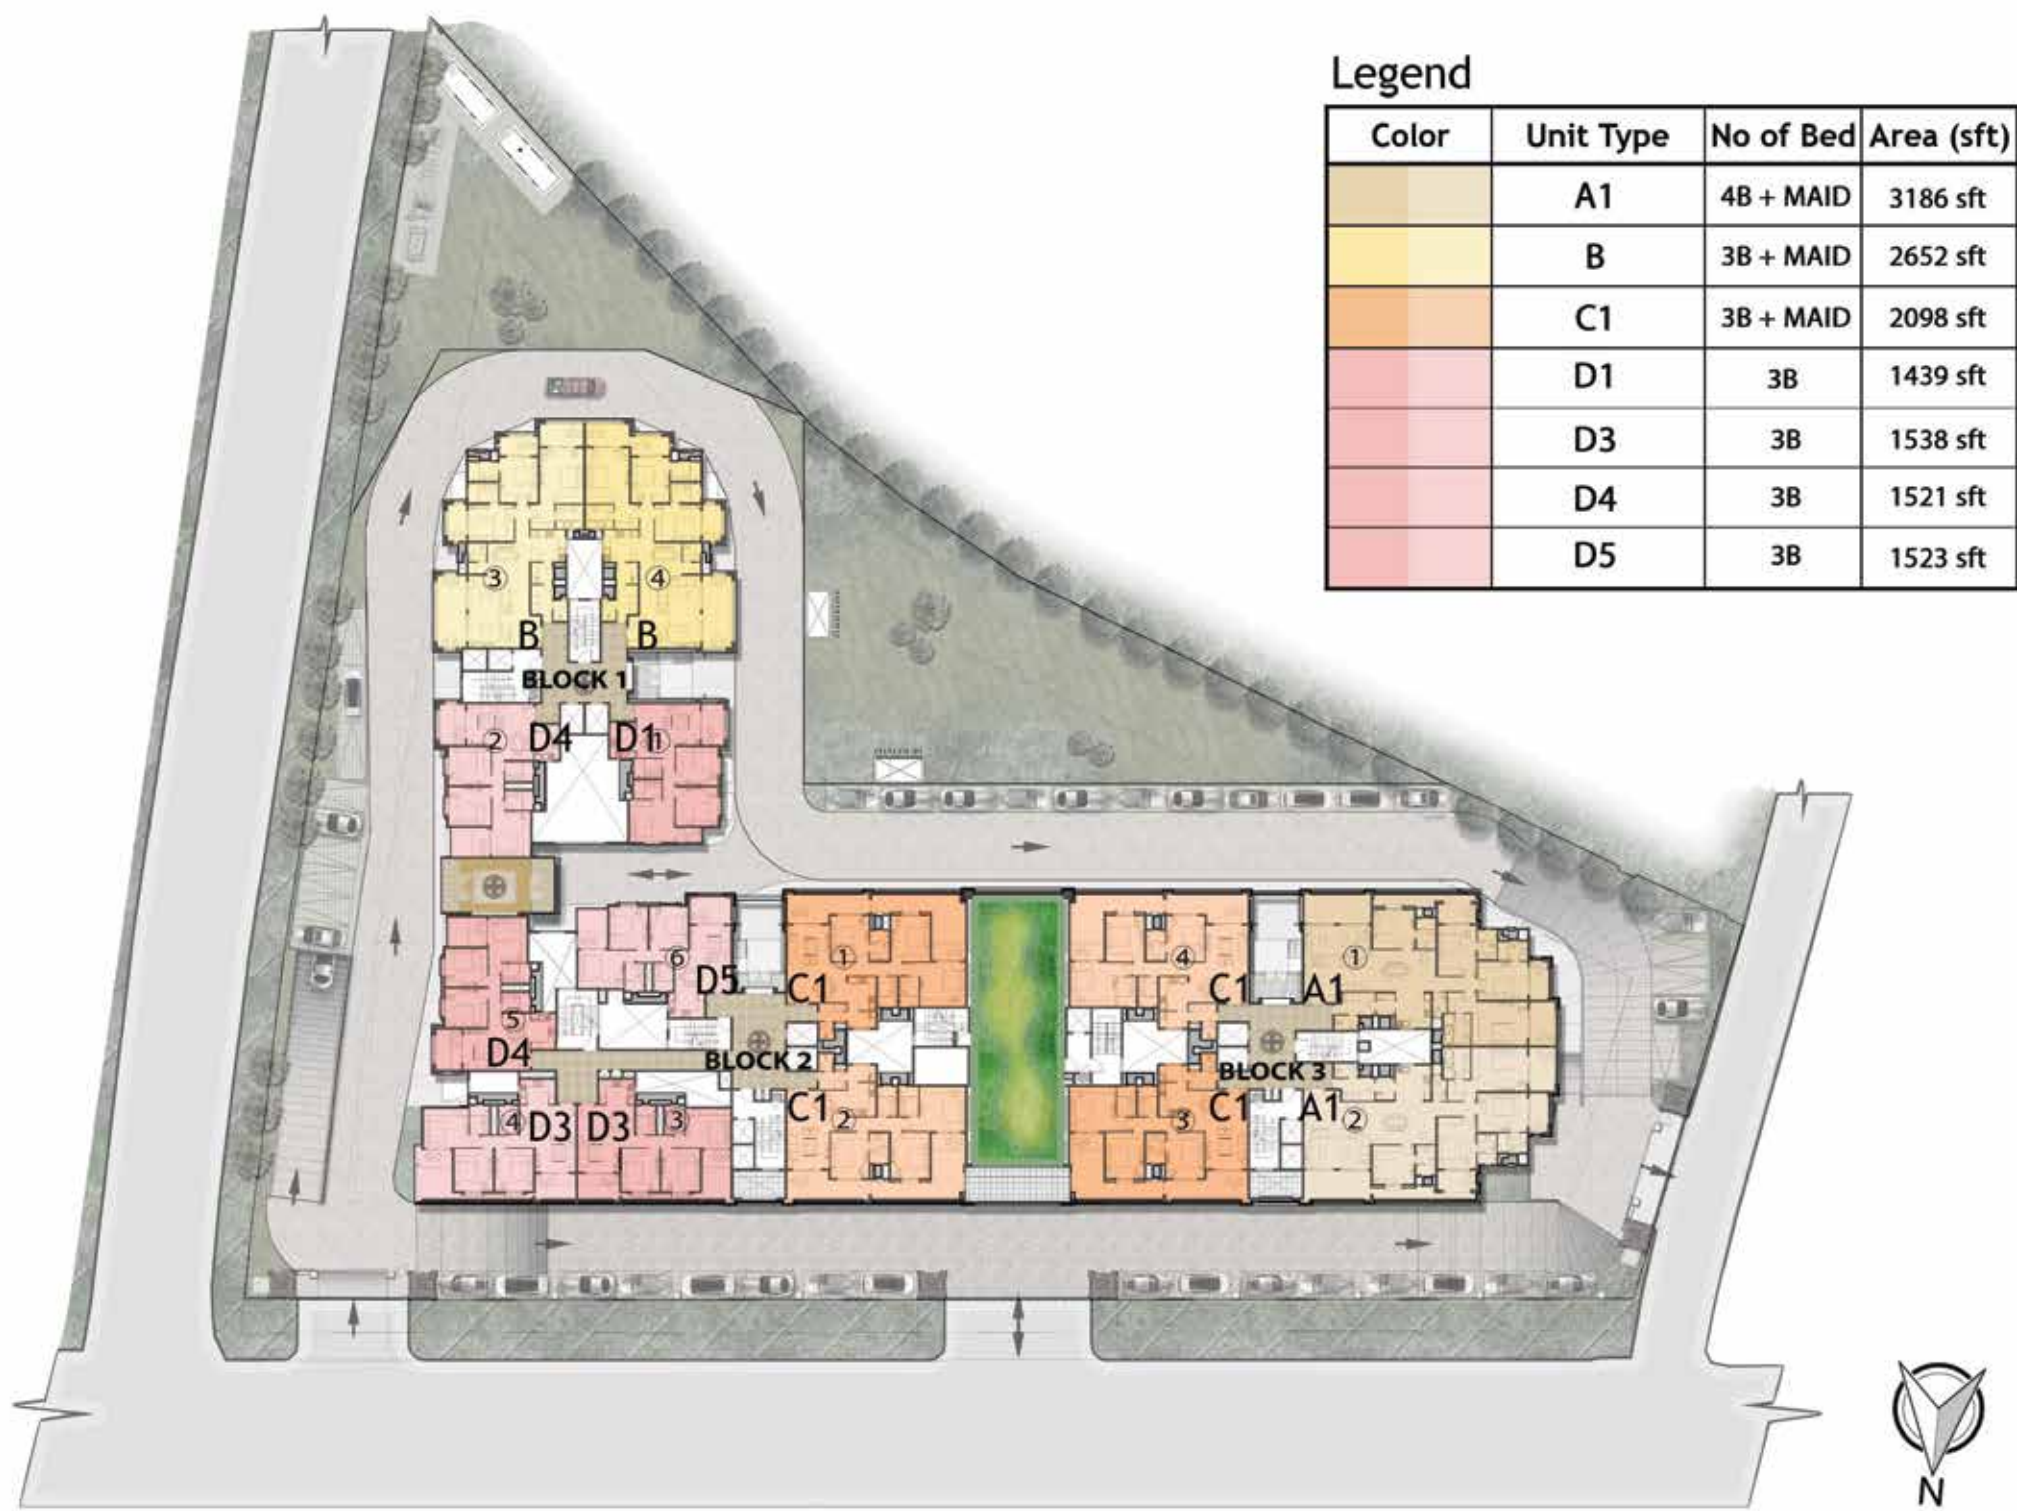 Legend
Color Unit Type No of Bed Area (sft)
A1 4B + MAID 3186 sft
B 3B + MAID 2652 sft
C1 3B + MAID 2098 sft
D1 3B 1439 sft
D3 3B 1538 sft
D4 3B 1521 sft
D5 3B 1523 sft
3 4
B B
BLOCK 1
2 D4 D1 1
6 1 4 1
D5 C1 C1 A1
5
D4 BLOCK 2 BLOCK 3
4 D3 D3 3 C1 2 C1 3 A1 2
N